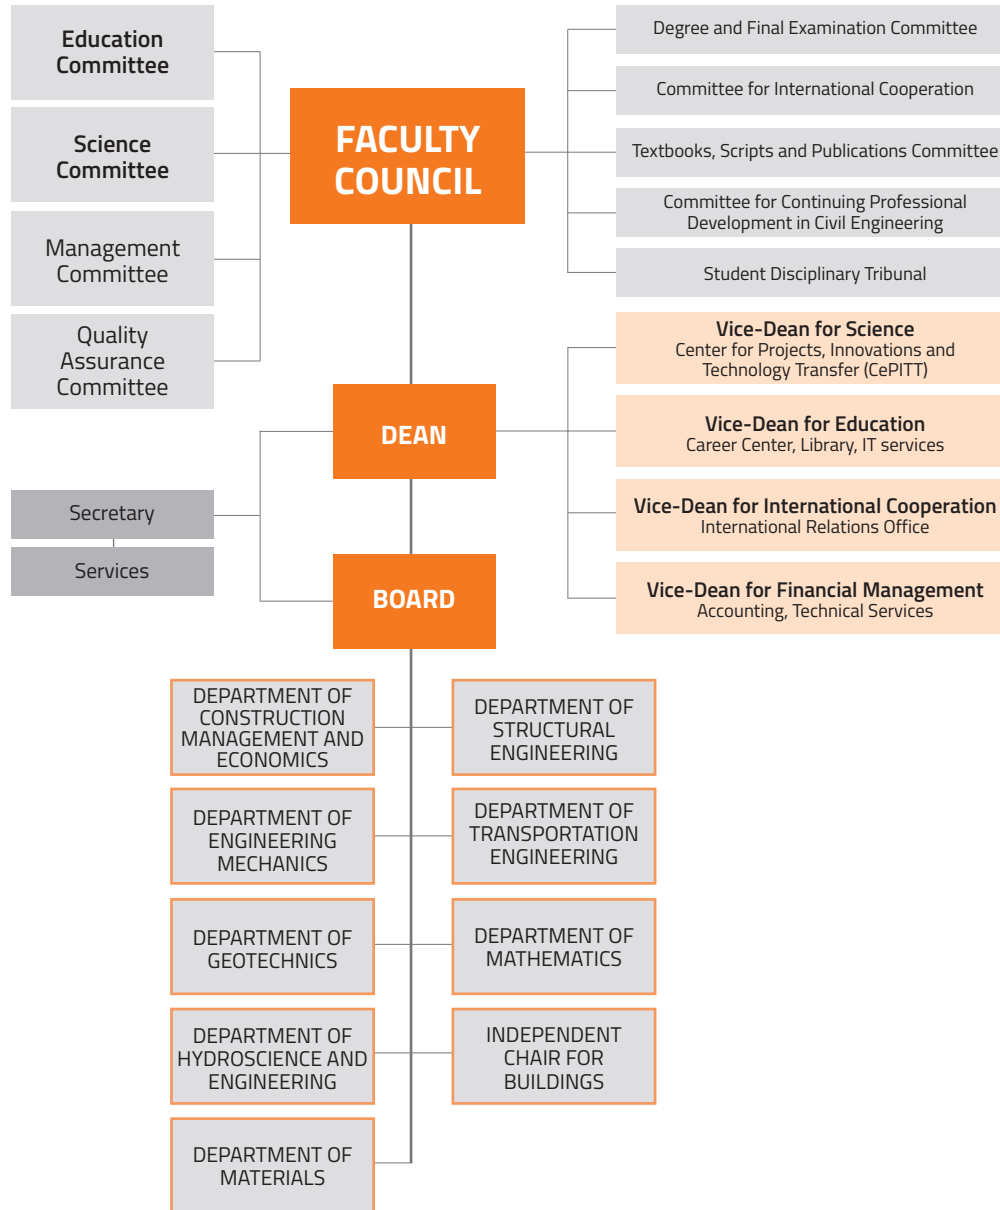 Education
Committee
Science
Committee
Management
Committee
Quality
Assurance
Committee
FACULTY
COUNCIL
Degree and Final Examination Committee
Committee for International Cooperation
Textbooks, Scripts and Publications Committee
Committee for Continuing Professional
Development in Civil Engineering
Student Disciplinary Tribunal
DEAN
Vice-Dean for Science
Center for Projects, Innovations and
Technology Transfer (CePITT)
Vice-Dean for Education
Career Center, Library, IT services
Vice-Dean for International Cooperation
International Relations Office
Vice-Dean for Financial Management
Accounting, Technical Services
Secretary
Services
BOARD
DEPARTMENT OF
CONSTRUCTION
MANAGEMENT AND
ECONOMICS
DEPARTMENT OF
STRUCTURAL
ENGINEERING
DEPARTMENT OF
ENGINEERING
MECHANICS
DEPARTMENT OF
TRANSPORTATION
ENGINEERING
DEPARTMENT OF
GEOTECHNICS
DEPARTMENT OF
MATHEMATICS
DEPARTMENT OF
HYDROSCIENCE AND
ENGINEERING
INDEPENDENT
CHAIR FOR
BUILDINGS
DEPARTMENT OF
MATERIALS